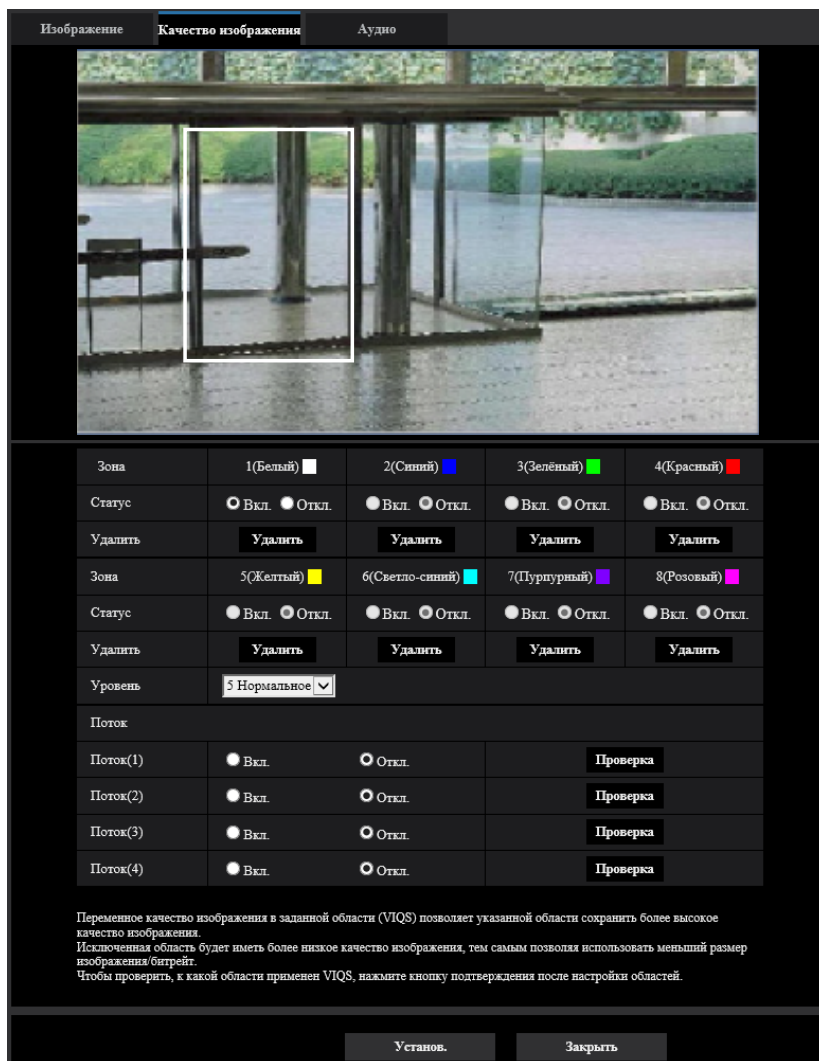 Изображение Качество изображения Аудио
Зона 1(Белый) 2(Синий) 3(Зелёный) 4(Красный)
Статус Вкл. Откл. Вкл. Откл. Вкл. Откл. Вкл. Откл.
Удалить Удалить Удалить Удалить Удалить
Зона 5(Желтый) 6(Светло-синий) 7(Пурпурный) 8(Розовый)
Статус Вкл. Откл. Вкл. Откл. Вкл. Откл. Вкл. Откл.
Удалить Удалить Удалить Удалить Удалить
Уровень 5 Нормальное
Поток
Поток(1) Вкл. Откл. Проверка
Поток(2) Вкл. Откл. Проверка
Поток(3) Вкл. Откл. Проверка
Поток(4) Вкл. Откл. Проверка
Переменное качество изображения в заданной области (VIQS) позволяет указанной области сохранить более высокое
качество изображения.
Исключенная область будет иметь более низкое качество изображения, тем самым позволяя использовать меньший размер
изображения/битрейт.
Чтобы проверить, к какой области применен VIQS, нажмите кнопку подтверждения после настройки областей.
Установ. Закрыть